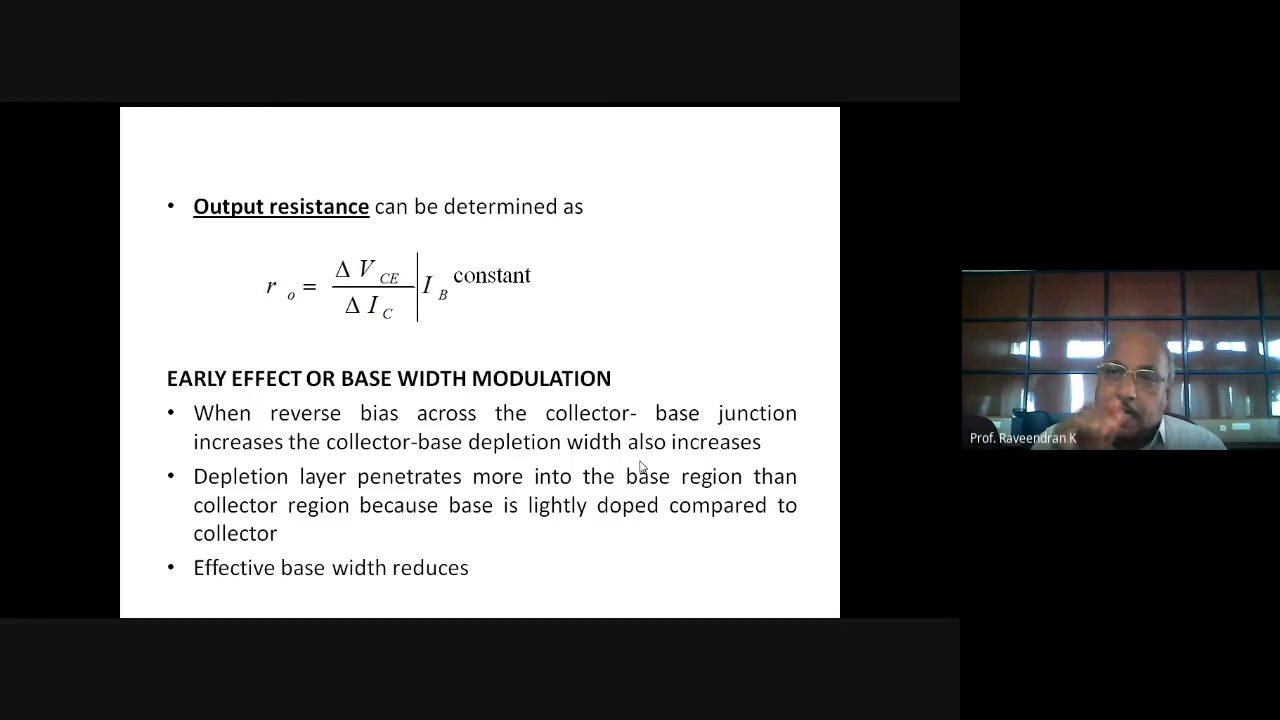 • Output resistance can be determined as
r o = Δ V CE / Δ I C | I B constant
EARLY EFFECT OR BASE WIDTH MODULATION
• When reverse bias across the collector- base junction
increases the collector-base depletion width also increases
• Depletion layer penetrates more into the base region than
collector region because base is lightly doped compared to
collector
• Effective base width reduces
Prof. Raveendran K